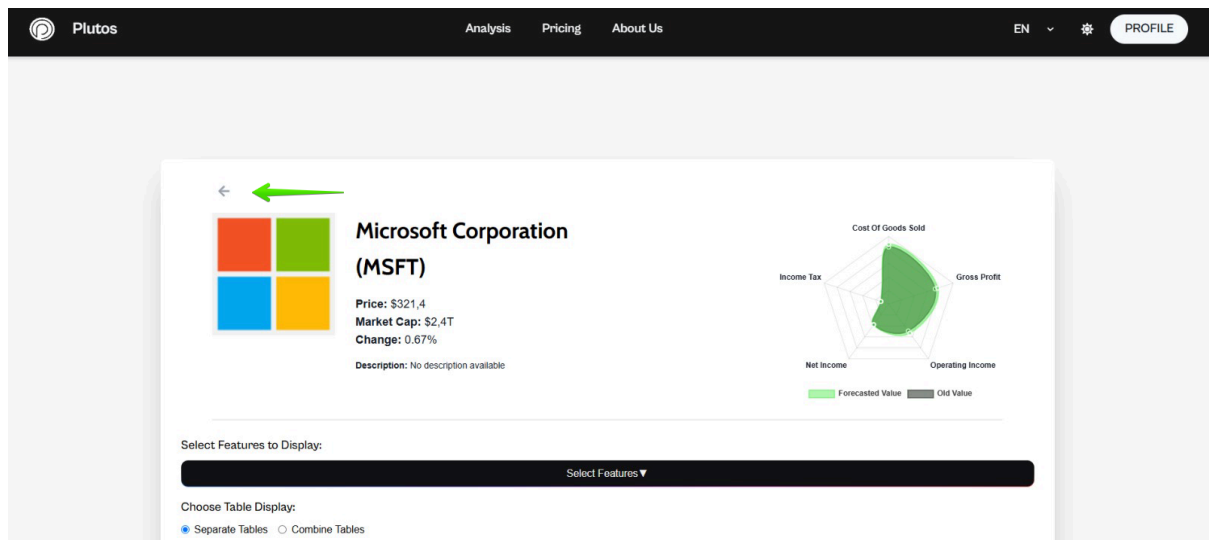 Plutos
Analysis Pricing About Us
EN
PROFILE
Microsoft Corporation
(MSFT)
Price: $321,4
Market Cap: $2,4T
Change: 0.67%
Description: No description available
Cost Of Goods Sold
Income Tax
Gross Profit
Net Income
Operating Income
Forecasted Value
Old Value
Select Features to Display:
Select Features▼
Choose Table Display:
Separate Tables Combine Tables